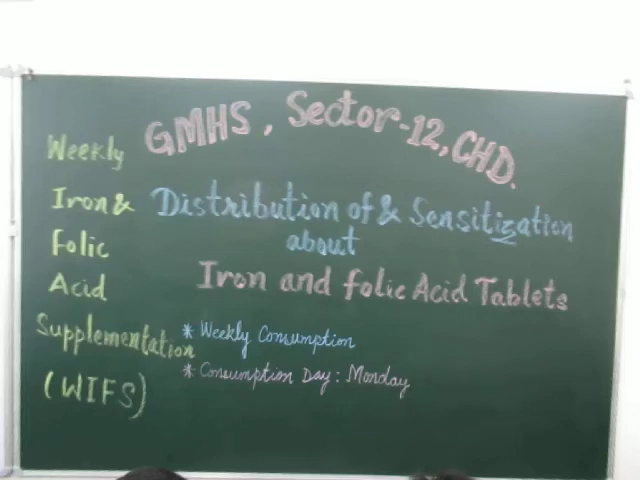 GMHS, Sector-12, CHD.
Weekly
Iron &
Folic
Acid
Supplementation
(WIFS)
Distribution of & Sensitization
about
Iron and folic Acid Tablets
* Weekly Consumption
* Consumption Day: Monday